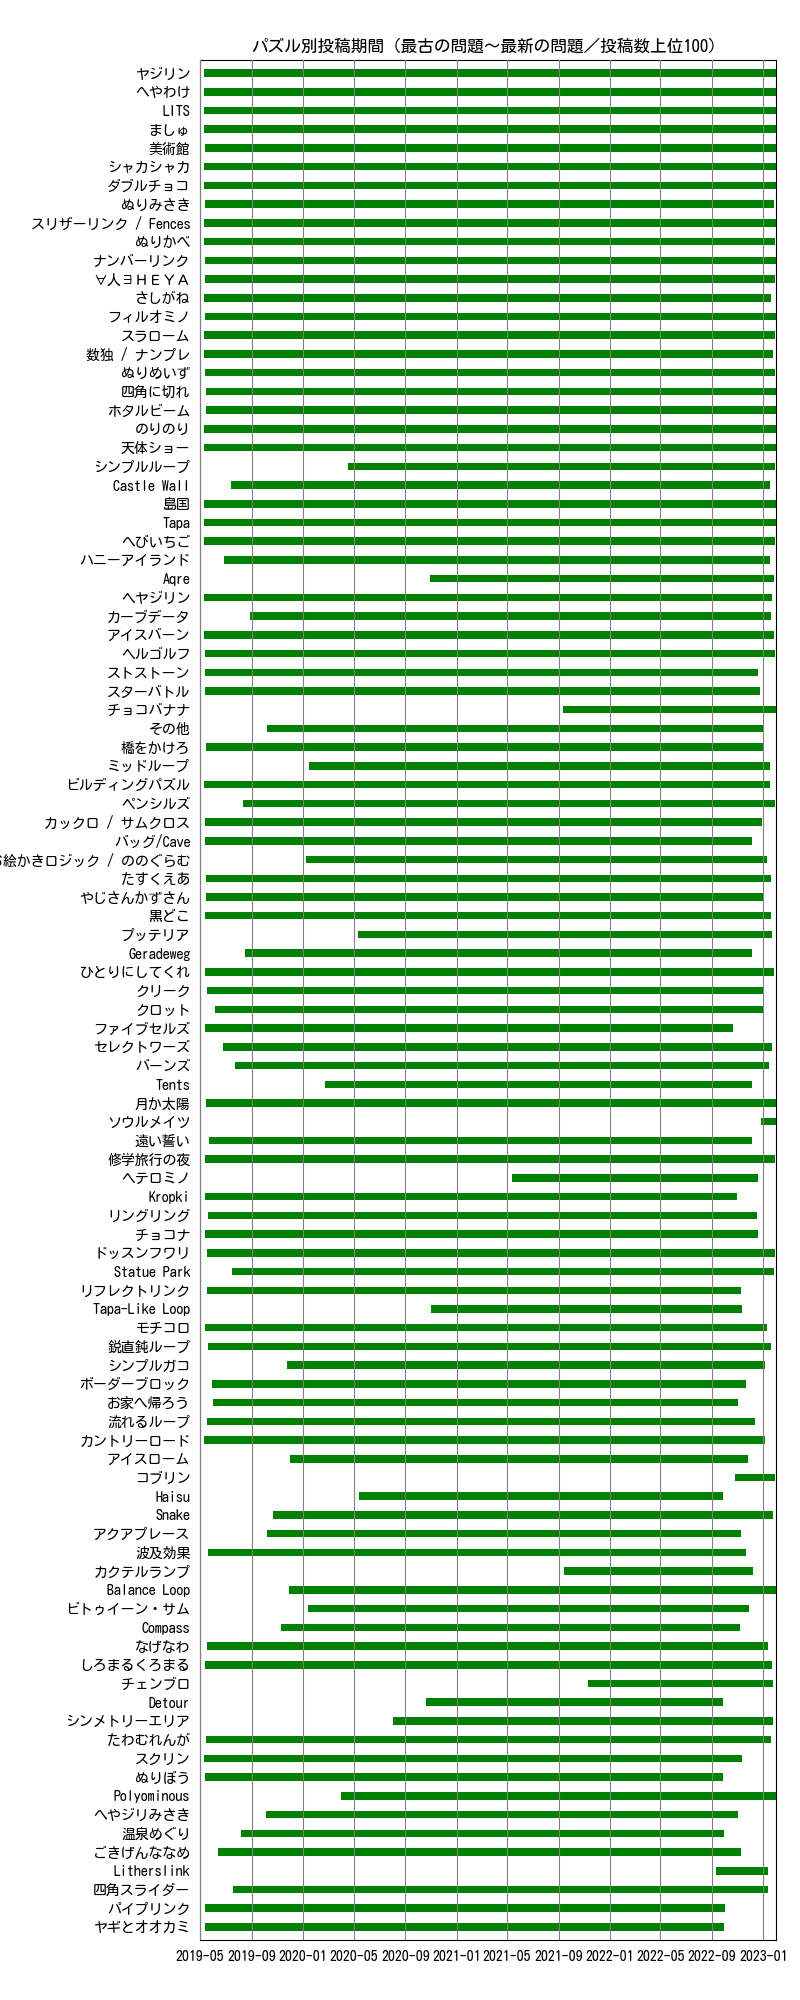 パズル別投稿期間（最古の問題～最新の問題／投稿数上位100）
ヤジリン
へやわけ
LITS
ましゅ
美術館
シャカシャカ
ダブルチョコ
ぬりみさき
スリザーリンク / Fences
ぬりかべ
ナンバーリンク
∀人∃ＨＥＹＡ
さしがね
フィルオミノ
スラローム
数独 / ナンプレ
ぬりめいず
四角に切れ
ホタルビーム
のりのり
天体ショー
シンプルループ
Castle Wall
島国
Tapa
へびいちご
ハニーアイランド
Aqre
ヘヤジリン
カーブデータ
アイスバーン
ヘルゴルフ
ストストーン
スターバトル
チョコバナナ
その他
橋をかけろ
ミッドループ
ビルディングパズル
ペンシルズ
カックロ / サムクロス
バッグ/Cave
絵かきロジック / ののぐらむ
たすくえあ
やじさんかずさん
黒どこ
プッテリア
Geradeweg
ひとりにしてくれ
クリーク
クロット
ファイブセルズ
セレクトワーズ
バーンズ
Tents
月か太陽
ソウルメイツ
遠い誓い
修学旅行の夜
ヘテロミノ
Kropki
リングリング
チョコナ
ドッスンフワリ
Statue Park
リフレクトリンク
Tapa-Like Loop
モチコロ
鋭直鈍ループ
シンプルガコ
ボーダーブロック
お家へ帰ろう
流れるループ
カントリーロード
アイスローム
コブリン
Haisu
Snake
アクアプレース
波及効果
カクテルランプ
Balance Loop
ビトゥイーン・サム
Compass
なげなわ
しろまるくろまる
チェンブロ
Detour
シンメトリーエリア
たわむれんが
スクリン
ぬりぼう
Polyominous
へやジリみさき
温泉めぐり
ごきげんななめ
Litherslink
四角スライダー
パイプリンク
ヤギとオオカミ
2019-05 2019-09 2020-01 2020-05 2020-09 2021-01 2021-05 2021-09 2022-01 2022-05 2022-09 2023-01